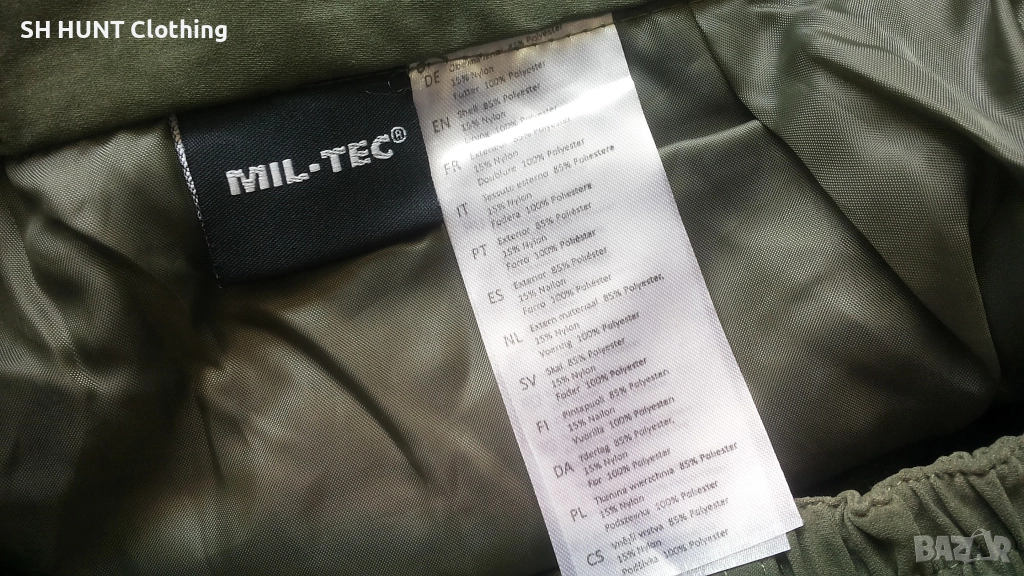 SH HUNT Clothing
MIL-TEC®
DE
15% Nylon
Futter 100% Polyester
EN Shell 85% Polyester
15% Nylon
100% Polyester
FR 85% Polyester
15% Nylon
Doublure 100% Polyester
IT Tessuto esterno 85% Poliestere
15% Nylon
Fodera 100% Poliestere
PT Exterior 85% Poliéster
15% Nylon
Forro 100% Poliéster
ES Exterior 85% Poliéster
15% Nylon
Forro 100% Poliéster
NL Extern materiaal 85% Polyester,
15% Nylon
Voering 100% Polyester
SV Skal 85% Polyester
15% Nylon
Foder 100% Polyester
FI Pintapuoli 85% Polyesteri
15% Nailon
Vuorilla 100% Polyesteri
DA Yderlag 85% Polyester,
15% Nylon
For 100% Polyester
PL Tkanina wierzchnia 85% Poliester
15% Nylon
Podszewka 100% Poliester
CS Vnější vrstva 85% Polyester
15% Nylon
Podšívka 100% Polyester
BAZAR